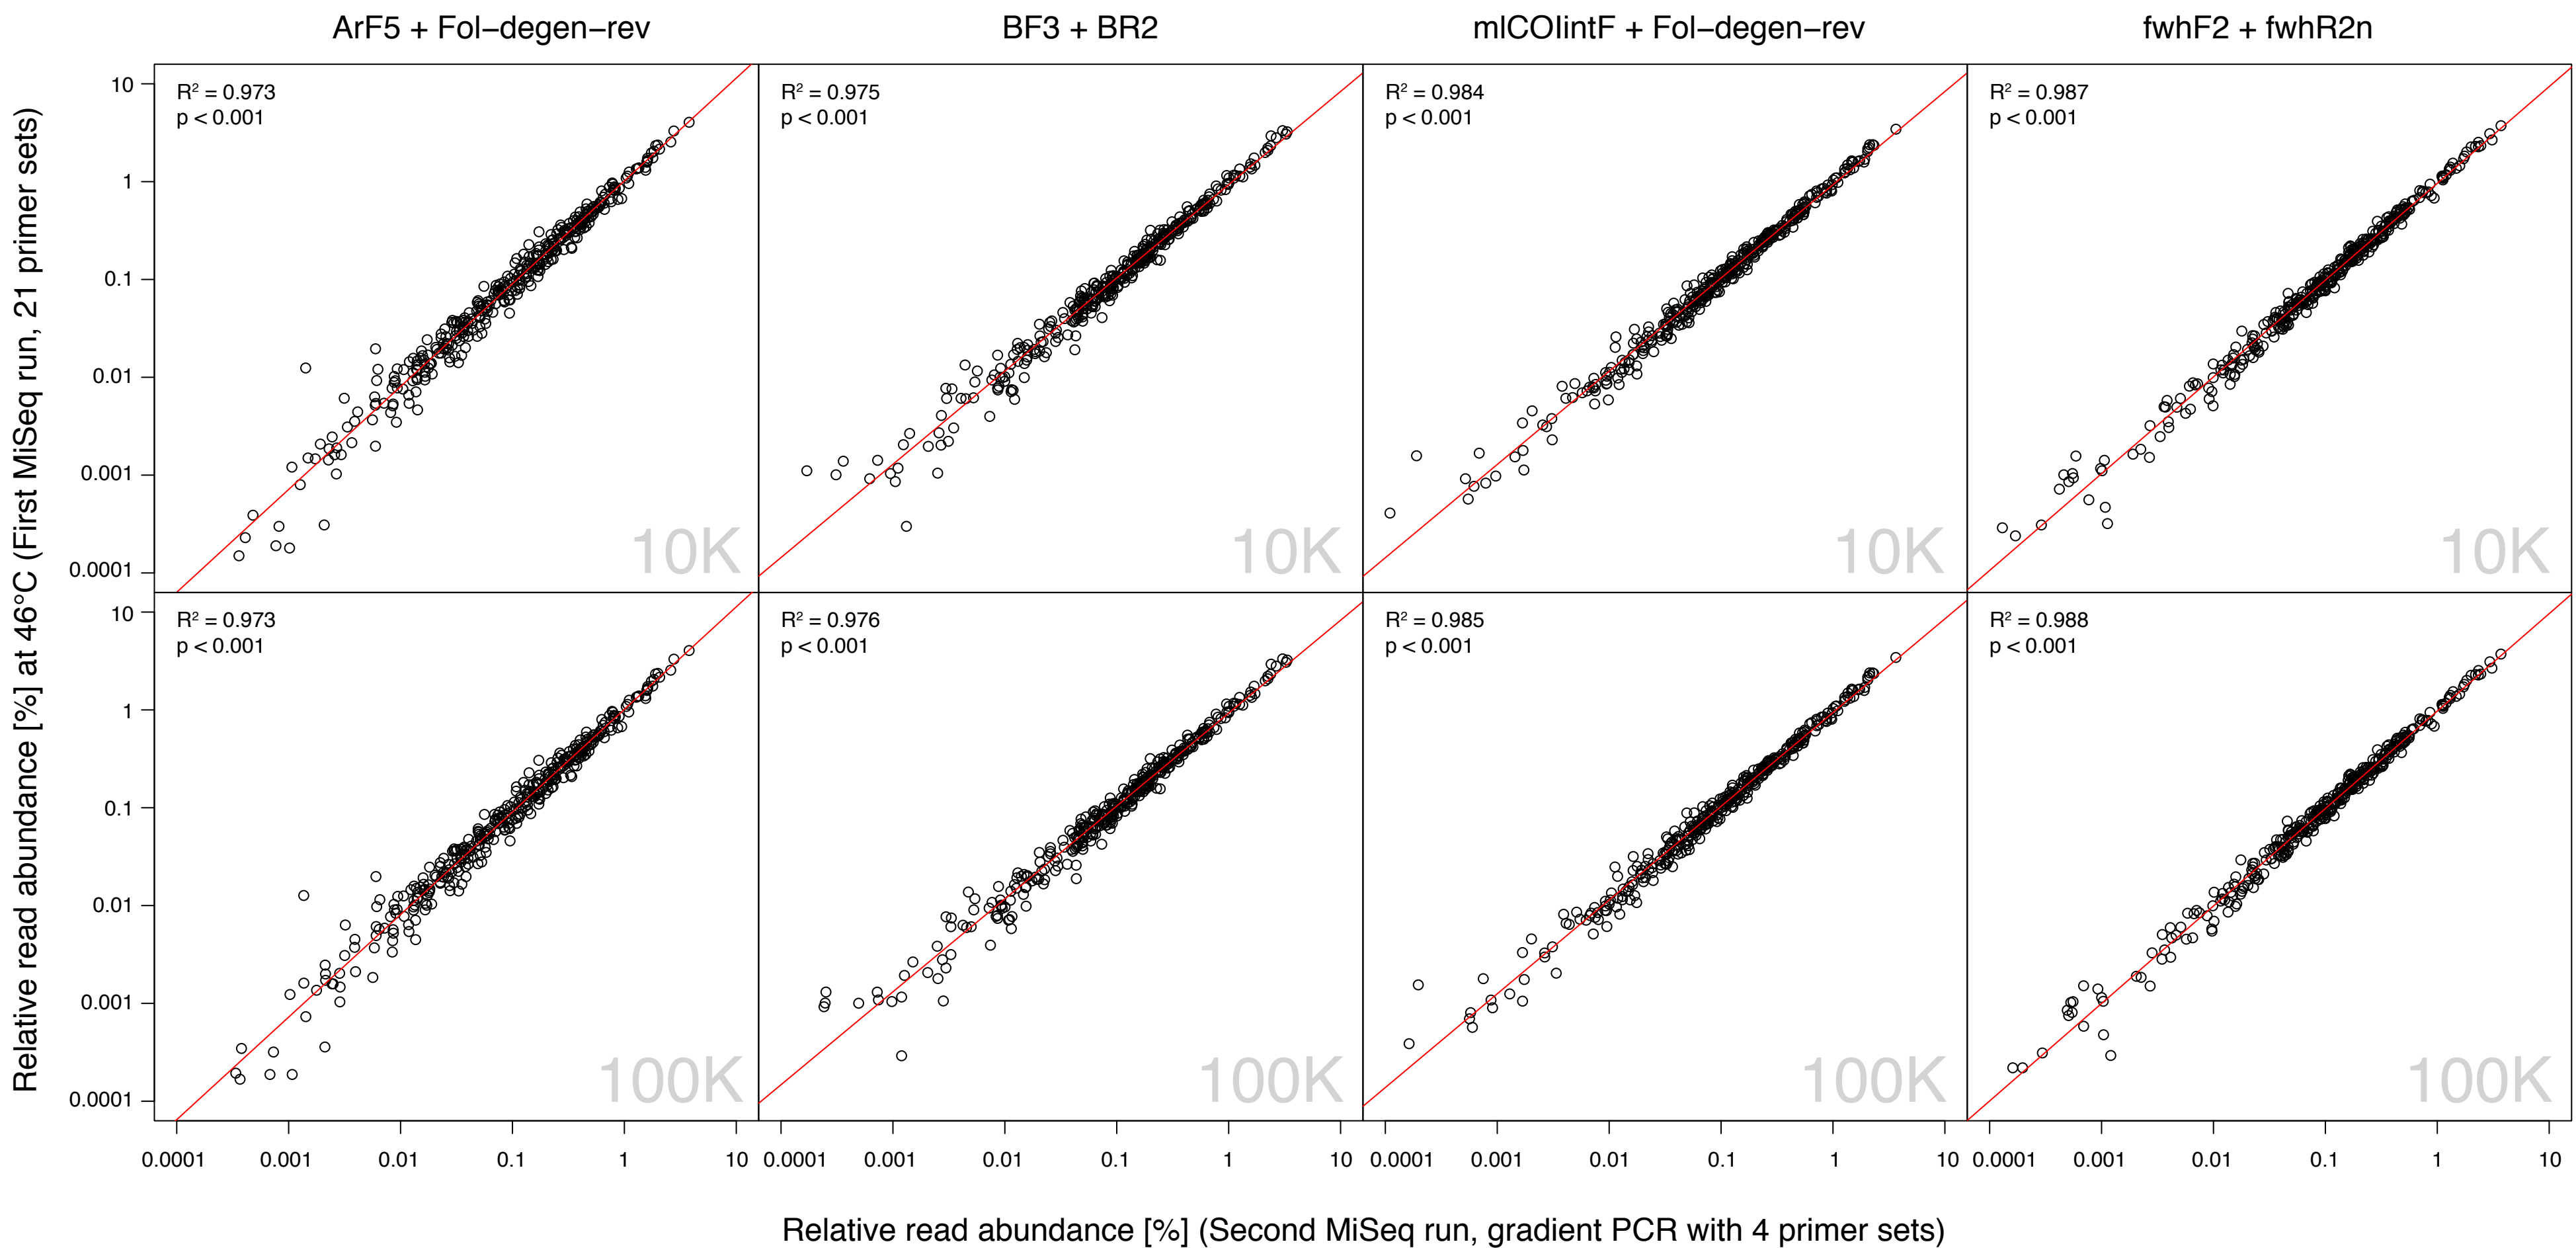 ArF5 + Fol−degen−rev
BF3 + BR2
mlCOIintF + Fol−degen−rev
fwhF2 + fwhR2n
Relative read abundance [%] at 46°C (First MiSeq run, 21 primer sets)
10
1
0.1
0.01
0.001
0.0001
R² = 0.973
p < 0.001
10K
R² = 0.975
p < 0.001
10K
R² = 0.984
p < 0.001
10K
R² = 0.987
p < 0.001
10K
10
1
0.1
0.01
0.001
0.0001
R² = 0.973
p < 0.001
100K
R² = 0.976
p < 0.001
100K
R² = 0.985
p < 0.001
100K
R² = 0.988
p < 0.001
100K
0.0001 0.001 0.01 0.1 1 10
0.0001 0.001 0.01 0.1 1 10
0.0001 0.001 0.01 0.1 1 10
0.0001 0.001 0.01 0.1 1 10
Relative read abundance [%] (Second MiSeq run, gradient PCR with 4 primer sets)